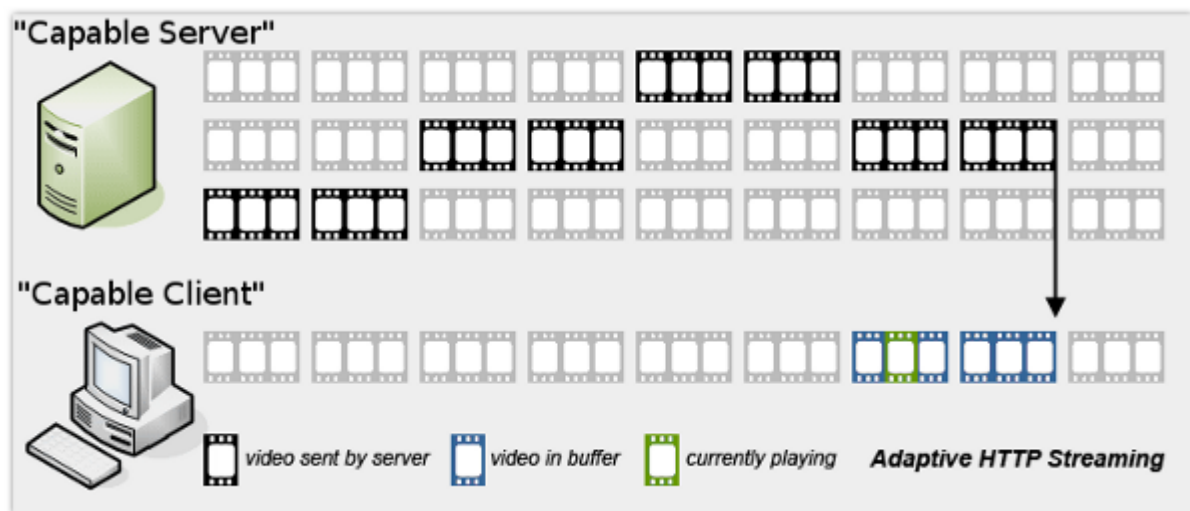 "Capable Server"
"Capable Client"
video sent by server
video in buffer
currently playing
Adaptive HTTP Streaming